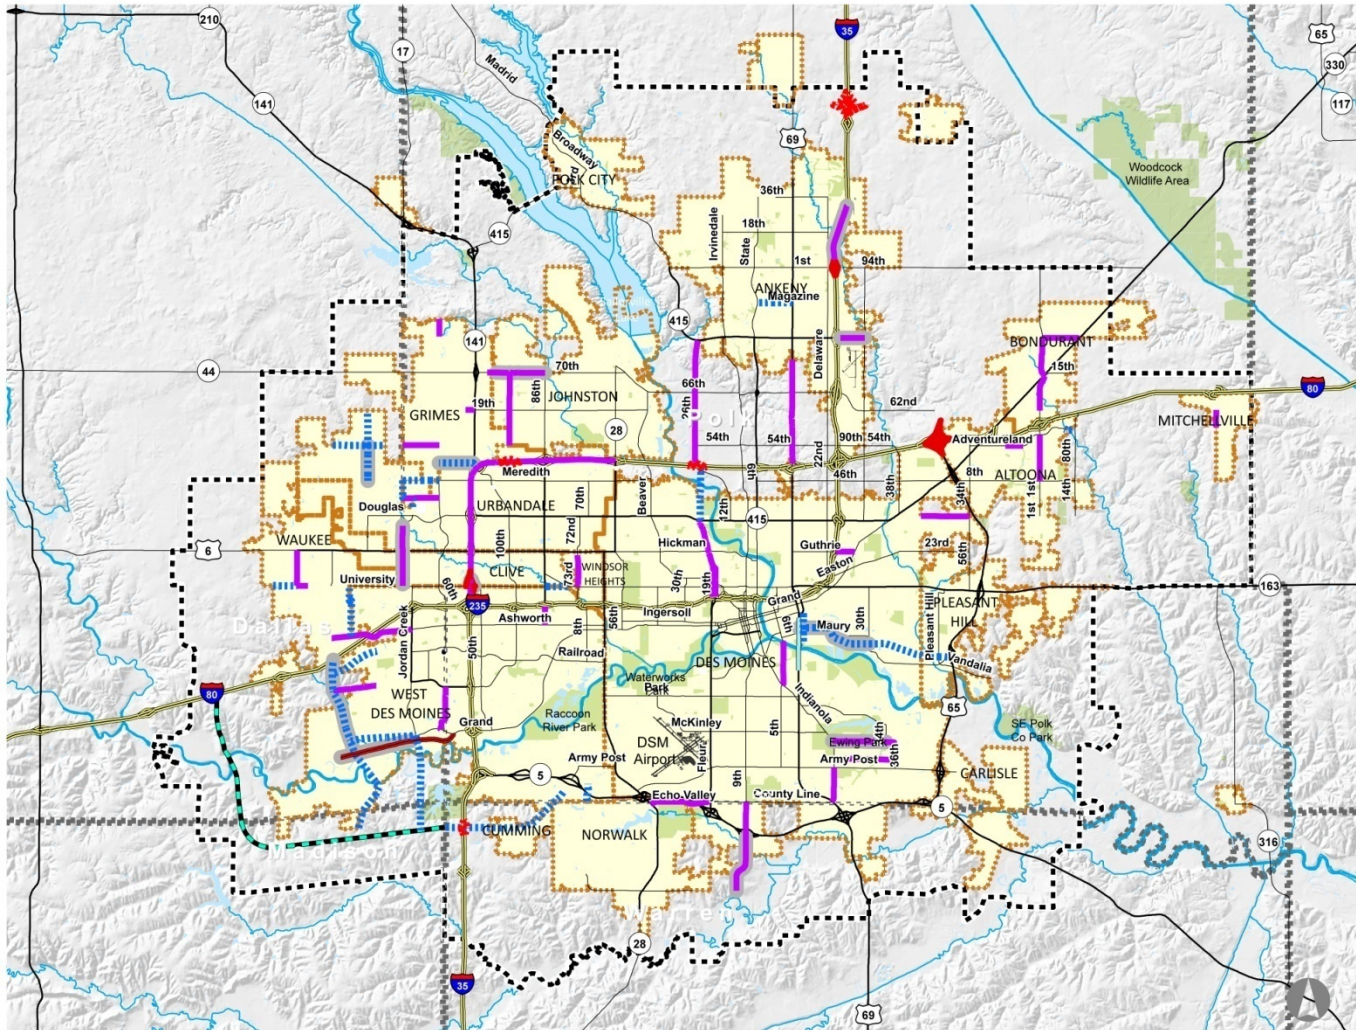 210
17
35
65
330
117
141
Madrid
Broadway
3rd
POLK CITY
69
Woodcock
Wildlife Area
415
36th
Irvinedale
State
18th
1st
94th
ANKENY
Magazine
415
141
Delaware
BONDURANT
44
70th
86th
JOHNSTON
66th
26th
15th
80
19th
GRIMES
62nd
Polk
MITCHELLVILLE
28
54th
54th
90th
54th
Adventureland
22nd
Meredith
6th
46th
8th
ALTOONA
80th
38th
34th
14th
1st
1st
Beaver
70th
12th
Douglas
URBANDALE
415
72nd
WAUKEE
6
100th
Hickman
Guthrie
23rd
56th
Easton
University
CLIVE
73rd
WINDSOR
HEIGHTS
30th
19th
60th
163
235
Ingersoll
Grand
PLEASANT
HILL
Pleasant Hill
Ashworth
8th
56th
6th
Maury
30th
Dallas
Jordan Creek
50th
Railroad
DES MOINES
Vandalia
80
WEST
DES MOINES
Waterworks
Park
Indianola
65
Grand
Raccoon
River Park
McKinley
5th
SE Polk
Co Park
DSM
Airport
Fleur
Ewing Park
36th
Army Post
Army Post
CARLISLE
5
9th
Echo Valley
County Line
5
CUMMING
NORWALK
316
Madison
Warren
28
35
69